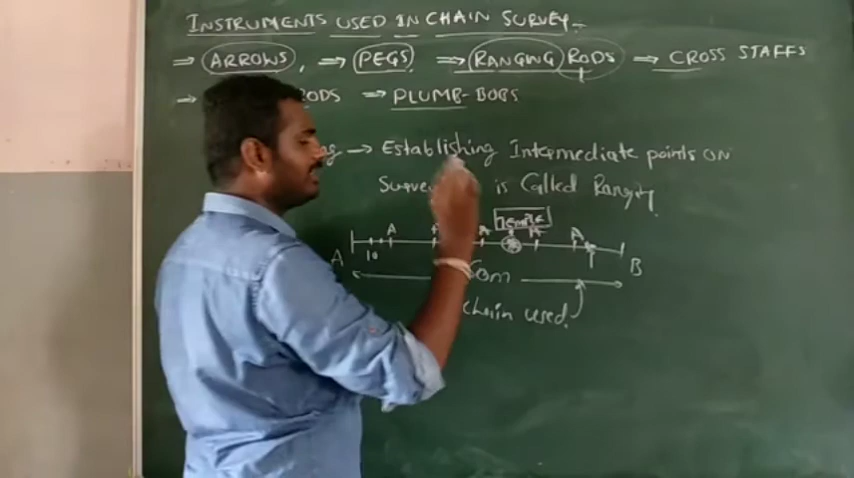 INSTRUMENTS USED IN CHAIN SURVEY.
⇒ ARROWS, ⇒ PEGS ⇒ RANGING RODS ⇒ CROSS STAFFS
⇒ RODS ⇒ PLUMB-BOBS
→ Establishing Intermediate points ON
is Called Ranging.
A A A A
A 10 B
chain used.